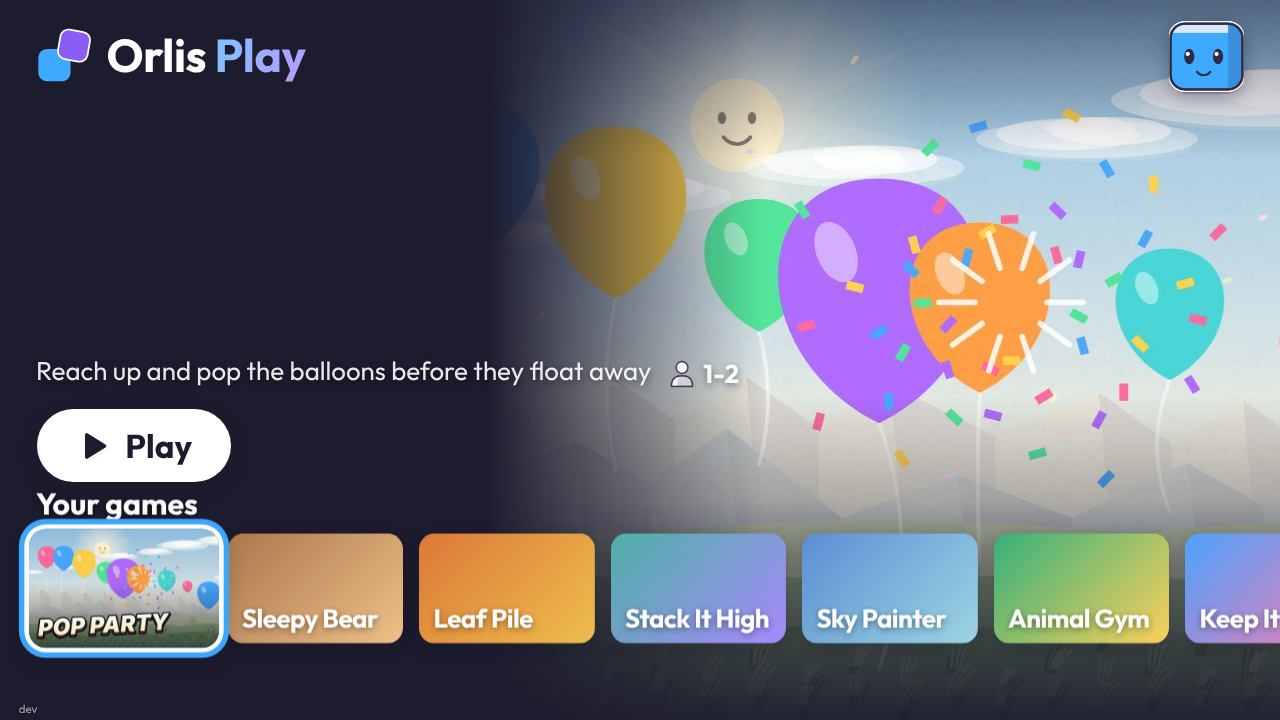 Orlis Play
Reach up and pop the balloons before they float away 1-2
Play
Your games
POP PARTY
Sleepy Bear
Leaf Pile
Stack It High
Sky Painter
Animal Gym
Keep It
dev